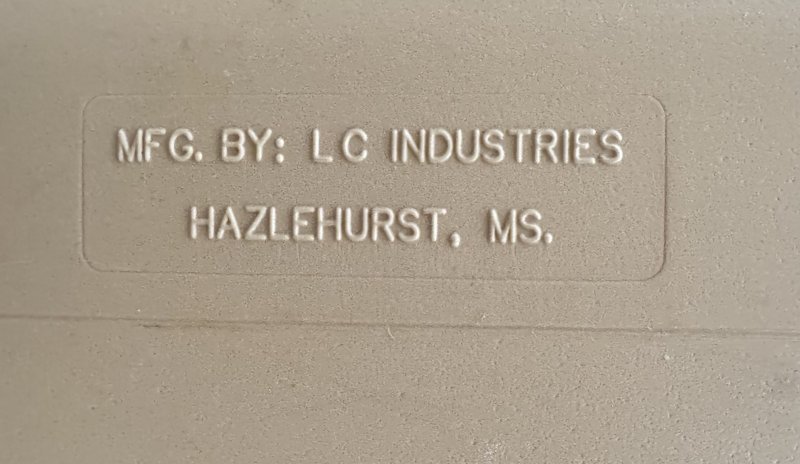 MFG. BY: L C INDUSTRIES
HAZLEHURST, MS.